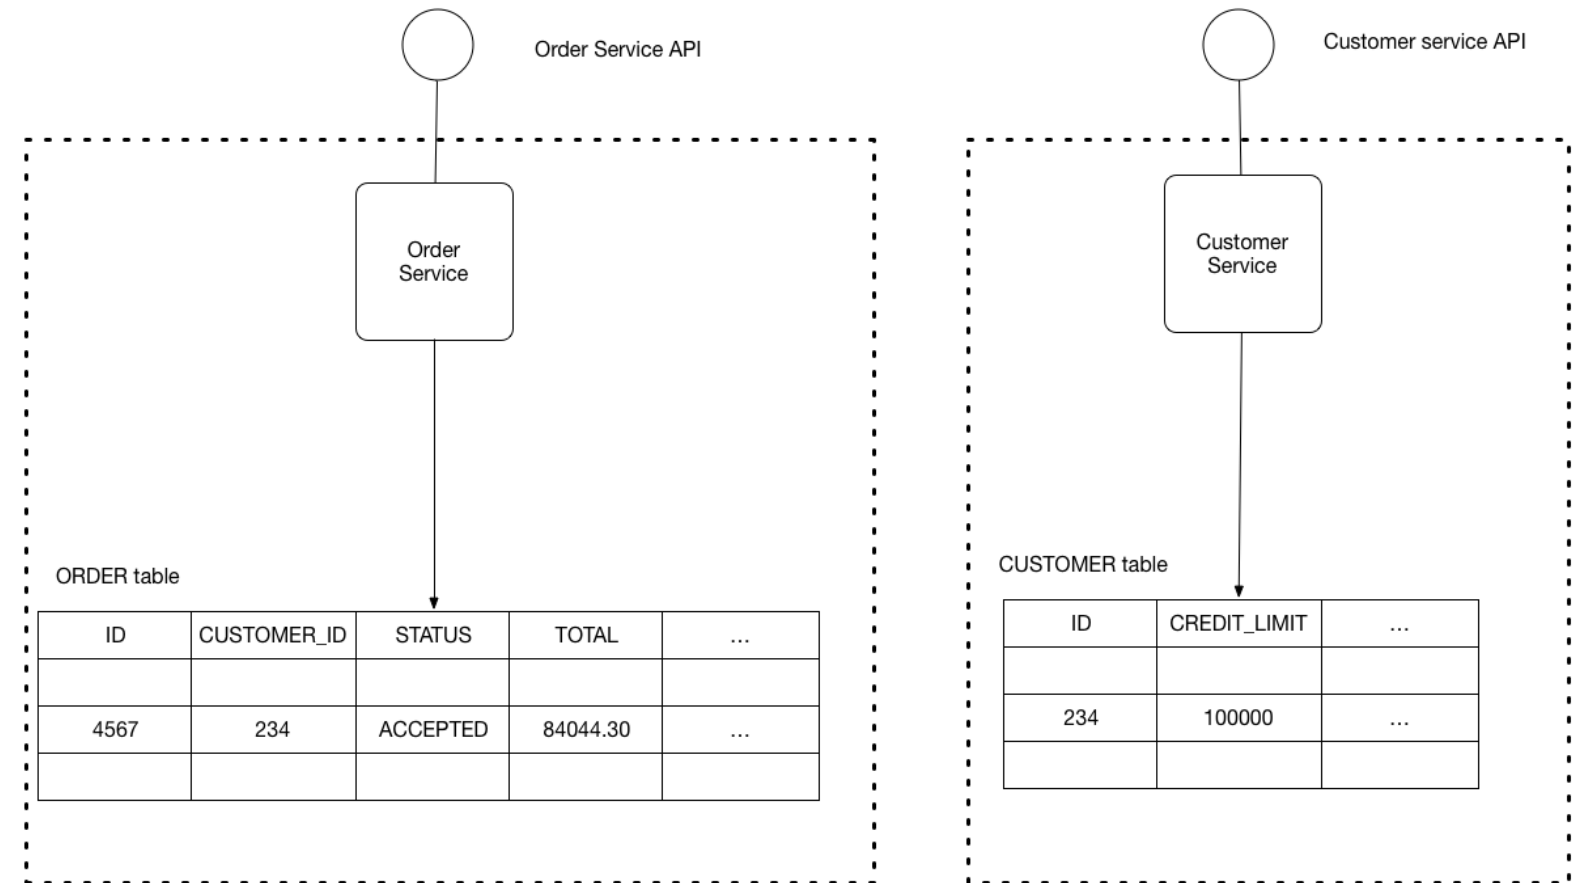 Order Service API
Customer service API
Order
Service
Customer
Service
ORDER table
ID CUSTOMER_ID STATUS TOTAL ...
4567 234 ACCEPTED 84044.30 ...
CUSTOMER table
ID CREDIT_LIMIT ...
234 100000 ...